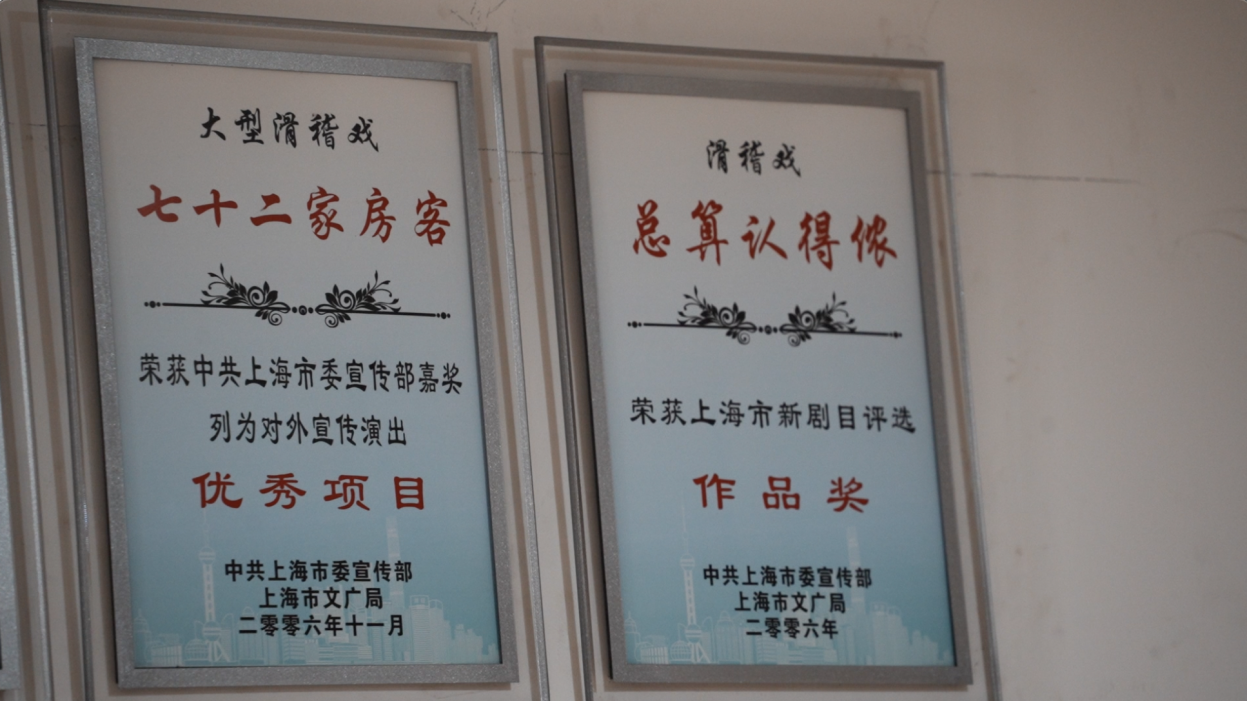 大型滑稽戏
七十二家房客
荣获中共上海市委宣传部嘉奖
列为对外宣传演出
优秀项目
中共上海市委宣传部
上海市文广局
二零零六年十一月
滑稽戏
总算认得侬
荣获上海市新剧目评选
作品奖
中共上海市委宣传部
上海市文广局
二零零六年